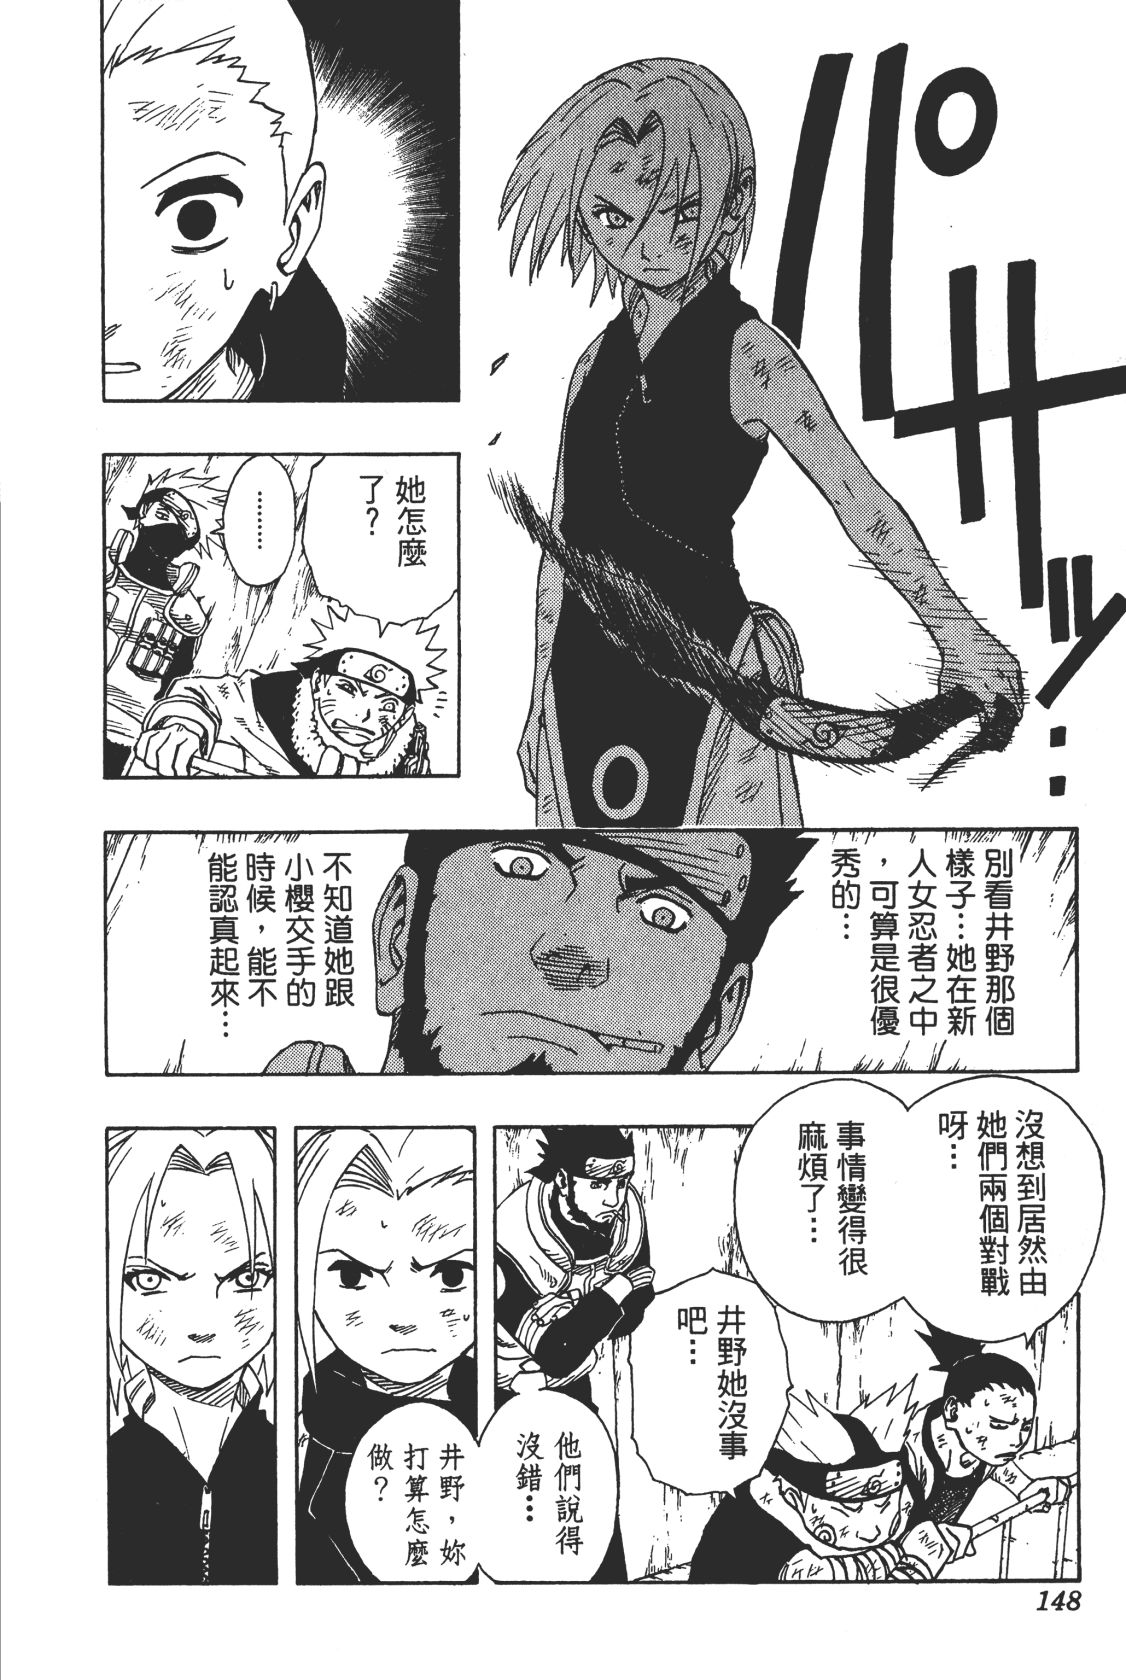 パサッ…
她怎麼
了？
………
別看井野那個
樣子…她在新
人女忍者之中
，可算是很優
秀的…
不知道她跟
小櫻交手的
時候，能不
能認真起來…
沒想到居然由
她們兩個對戰
呀…
事情變得很
麻煩了…
井野她沒事
吧…
他們說得
沒錯…
井野，妳
打算怎麼
做？
148